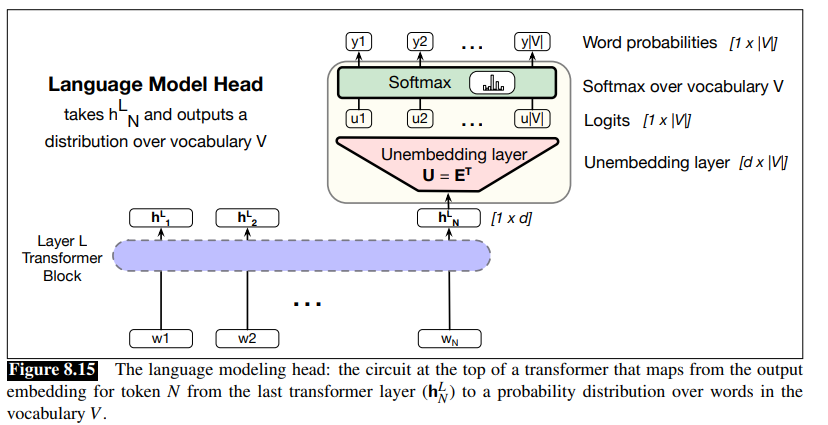 y1 y2 ... y|V| Word probabilities [1 x |V|]
Language Model Head
takes h^L_N and outputs a
distribution over vocabulary V
Softmax Softmax over vocabulary V
u1 u2 ... u|V| Logits [1 x |V|]
Unembedding layer Unembedding layer [d x |V|]
U = E^T
h^L_1 h^L_2 h^L_N [1 x d]
Layer L
Transformer
Block
...
w1 w2 w_N
Figure 8.15 The language modeling head: the circuit at the top of a transformer that maps from the output
embedding for token N from the last transformer layer (h^L_N) to a probability distribution over words in the
vocabulary V.